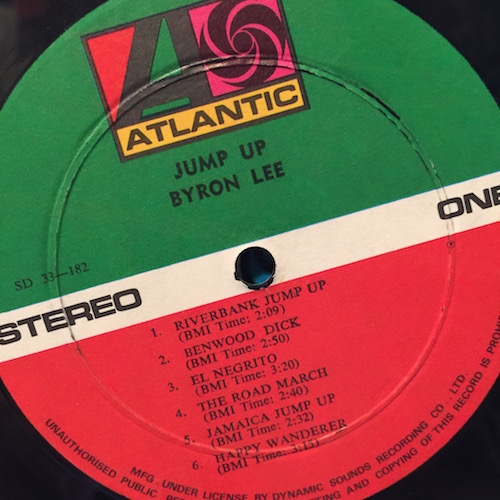 ATLANTIC
JUMP UP
BYRON LEE
SD 33—182
STEREO
ONE
1. RIVERBANK JUMP UP
(BMI Time: 2:09)
2. BENWOOD DICK
(BMI Time: 2:50)
3. EL NEGRITO
(BMI Time: 3:20)
4. THE ROAD MARCH
(BMI Time: 2:40)
5. JAMAICA JUMP UP
(BMI Time: 2:32)
6. HAPPY WANDERER
(BMI Time: 3:15)
MFG. UNDER LICENSE BY DYNAMIC SOUNDS RECORDING CO., LTD.
UNAUTHORISED PUBLIC AND COPYING OF THIS RECORD IS